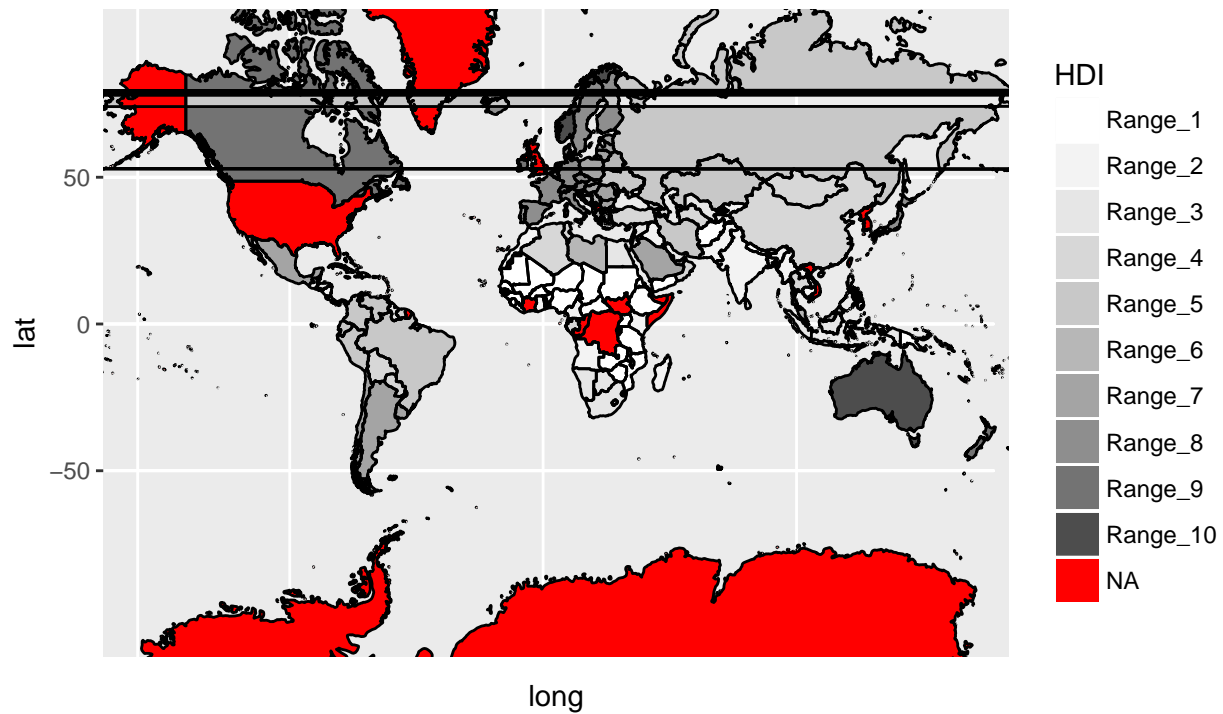 HDI
Range_1
Range_2
Range_3
Range_4
Range_5
Range_6
Range_7
Range_8
Range_9
Range_10
NA
50
0
−50
lat
long